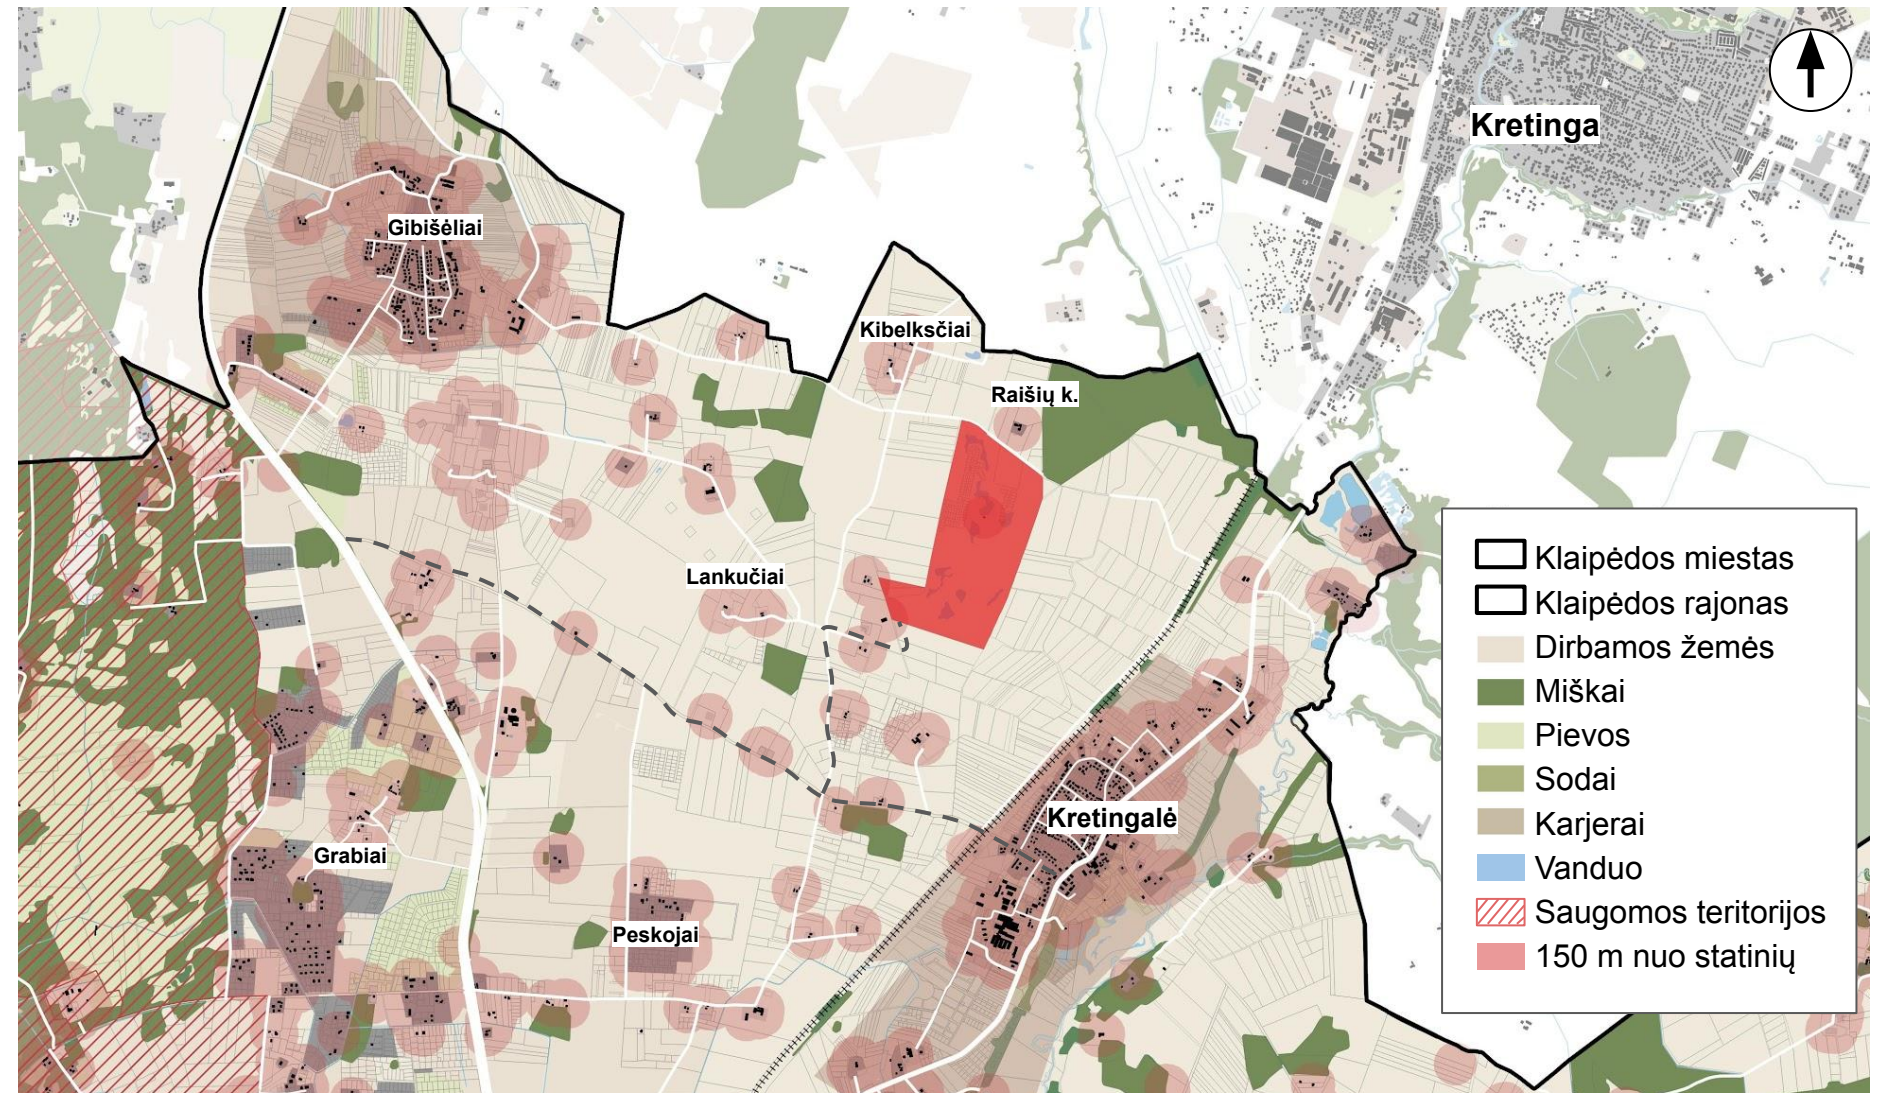 Kretinga
Gibišėliai
Kibelksčiai
Raišių k.
Lankučiai
Kretingalė
Grabiai
Peskojai
Klaipėdos miestas
Klaipėdos rajonas
Dirbamos žemės
Miškai
Pievos
Sodai
Karjerai
Vanduo
Saugomos teritorijos
150 m nuo statinių